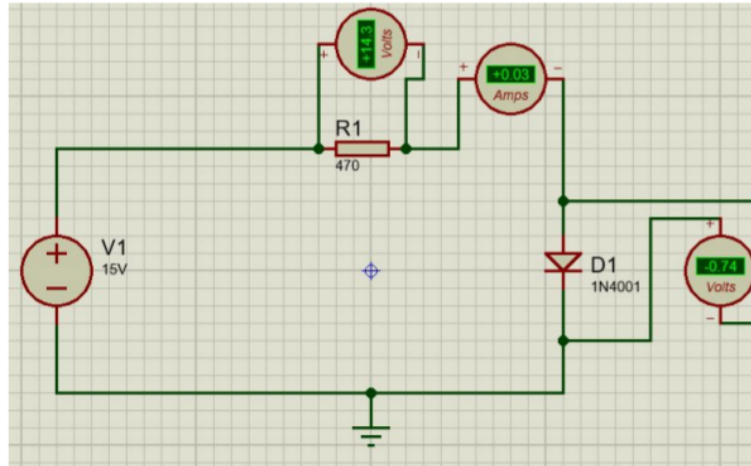 +14.3
Volts
+ -
+ -
+0.03
Amps
R1
470
V1
15V
+
-
D1
1N4001
+
-0.74
Volts
-